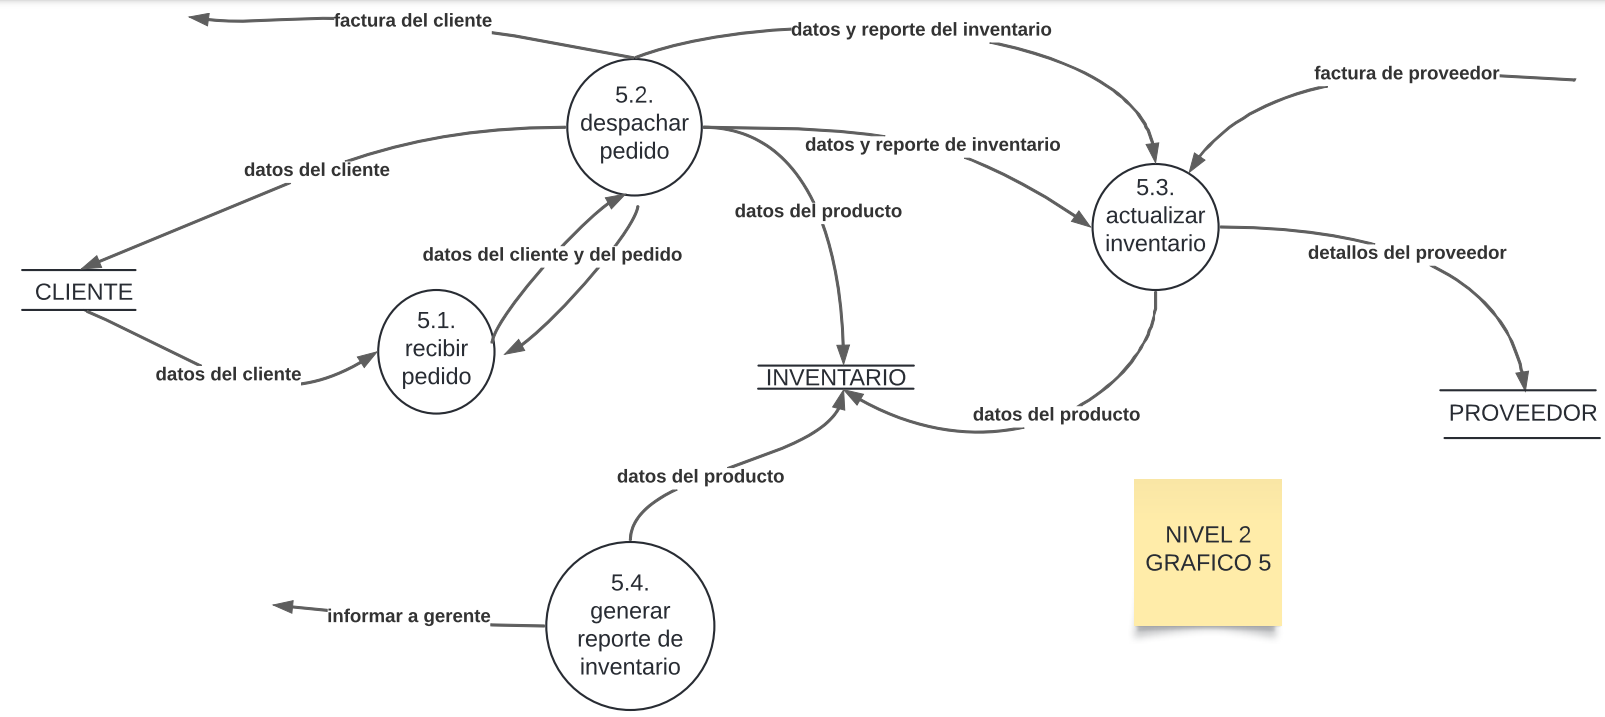 factura del cliente
datos y reporte del inventario
factura de proveedor
5.2.
despachar
pedido
datos y reporte de inventario
datos del cliente
5.3.
actualizar
inventario
datos del producto
datos del cliente y del pedido
detallos del proveedor
CLIENTE
5.1.
recibir
pedido
datos del cliente
INVENTARIO
datos del producto
PROVEEDOR
datos del producto
NIVEL 2
GRAFICO 5
5.4.
generar
reporte de
inventario
informar a gerente